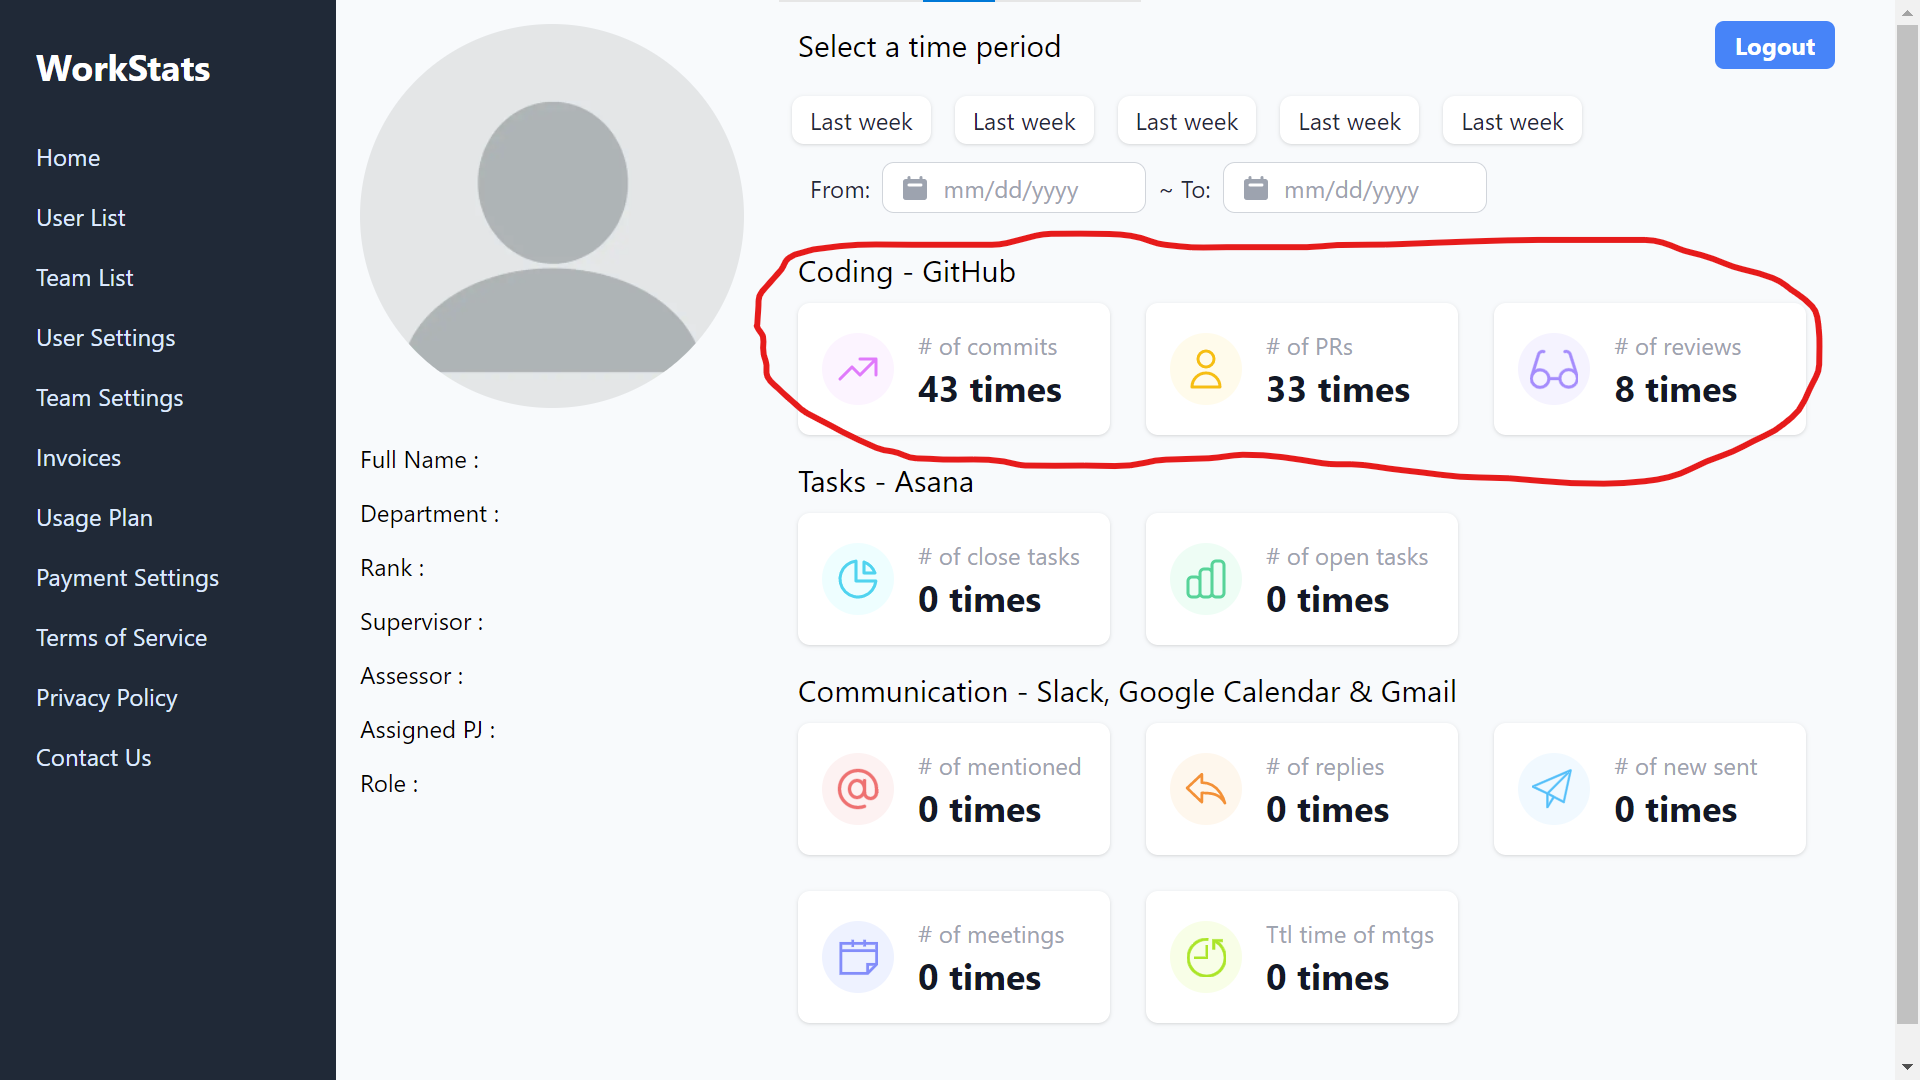 WorkStats
Home
User List
Team List
User Settings
Team Settings
Invoices
Usage Plan
Payment Settings
Terms of Service
Privacy Policy
Contact Us
Full Name :
Department :
Rank :
Supervisor :
Assessor :
Assigned PJ :
Role :
Select a time period
Logout
Last week Last week Last week Last week Last week
From: mm/dd/yyyy ~ To: mm/dd/yyyy
Coding - GitHub
# of commits
43 times
# of PRs
33 times
# of reviews
8 times
Tasks - Asana
# of close tasks
0 times
# of open tasks
0 times
Communication - Slack, Google Calendar & Gmail
# of mentioned
0 times
# of replies
0 times
# of new sent
0 times
# of meetings
0 times
Ttl time of mtgs
0 times